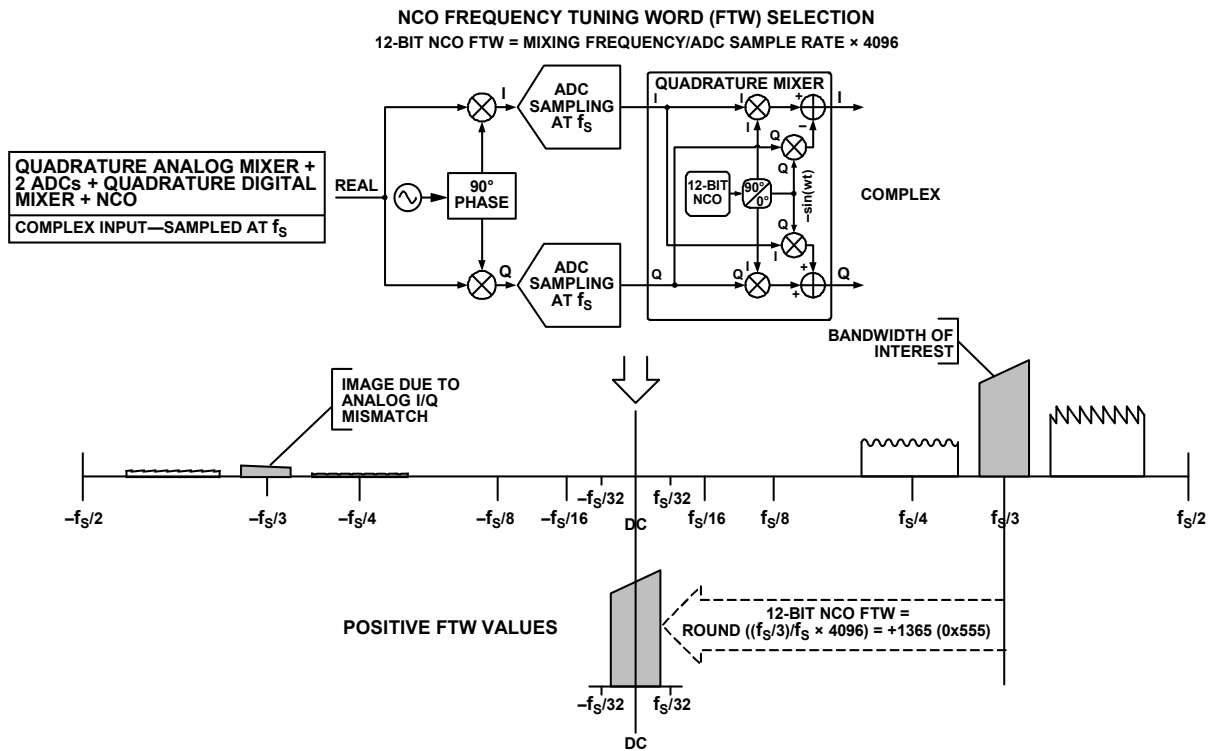 NCO FREQUENCY TUNING WORD (FTW) SELECTION
12-BIT NCO FTW = MIXING FREQUENCY/ADC SAMPLE RATE × 4096
QUADRATURE ANALOG MIXER +
2 ADCs + QUADRATURE DIGITAL
MIXER + NCO
COMPLEX INPUT—SAMPLED AT fS
REAL
90°
PHASE
I
ADC
SAMPLING
AT fS
I
Q
ADC
SAMPLING
AT fS
Q
QUADRATURE MIXER
I
I
+
–
Q
Q
12-BIT
NCO
90°
0°
–sin(wt)
Q
I
I
Q
+
+
I
COMPLEX
Q
BANDWIDTH OF
INTEREST
IMAGE DUE TO
ANALOG I/Q
MISMATCH
–fS/2
–fS/3
–fS/4
–fS/8
–fS/16
–fS/32
DC
fS/32
fS/16
fS/8
fS/4
fS/3
fS/2
POSITIVE FTW VALUES
12-BIT NCO FTW =
ROUND ((fS/3)/fS × 4096) = +1365 (0x555)
–fS/32
fS/32
DC